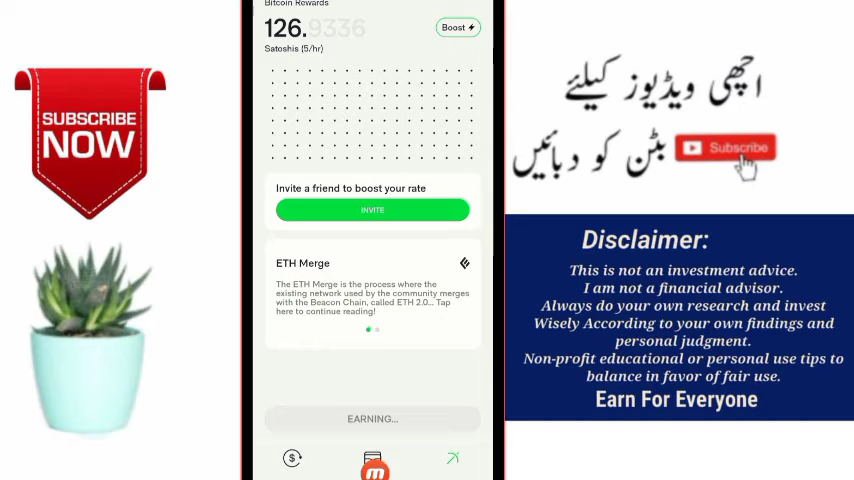 SUBSCRIBE
NOW
Bitcoin Rewards
126.9336
Boost
Satoshis (5/hr)
Invite a friend to boost your rate
INVITE
ETH Merge
The ETH Merge is the process where the
existing network used by the community merges
with the Beacon Chain, called ETH 2.0... Tap
here to continue reading!
EARNING...
m
اچھی ویڈیوز کیلئے
بٹن کو دبائیں
Subscribe
Disclaimer:
This is not an investment advice.
I am not a financial advisor.
Always do your own research and invest
Wisely According to your own findings and
personal judgment.
Non-profit educational or personal use tips to
balance in favor of fair use.
Earn For Everyone